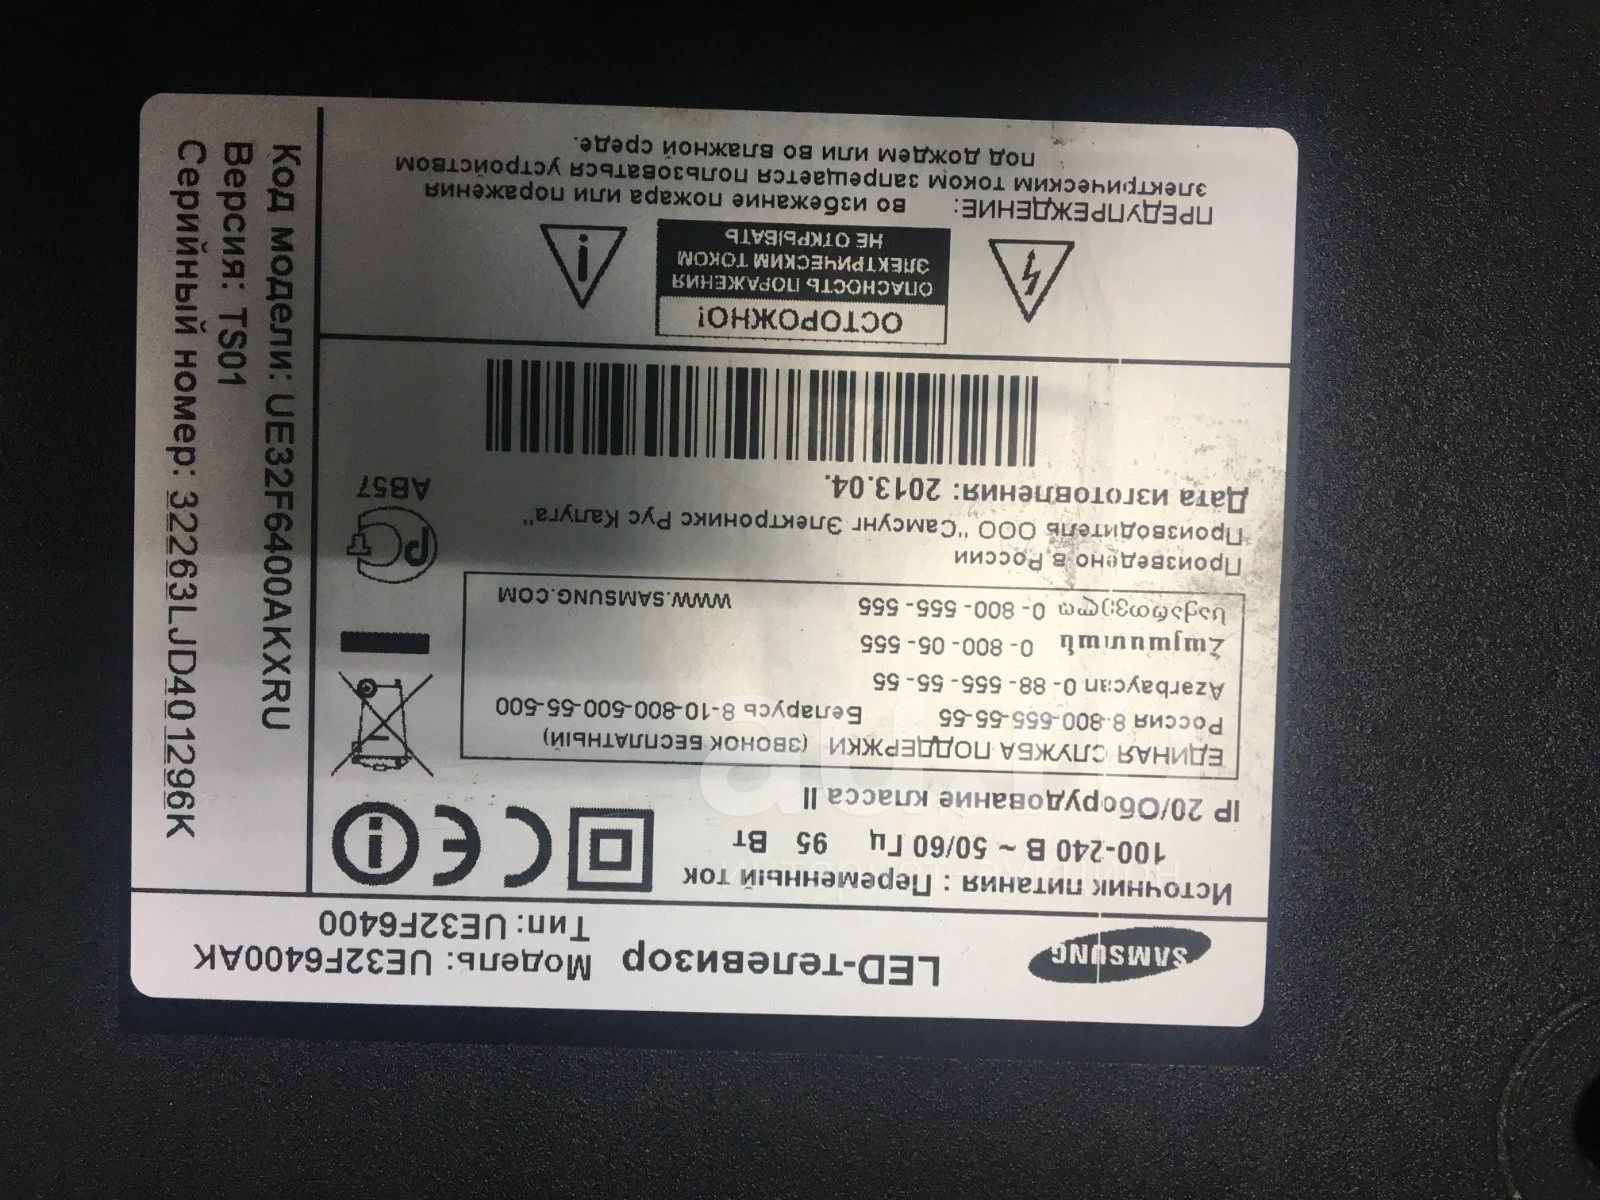 SAMSUNG
LED-телевизор
Модель: UE32F6400AK
Тип: UE32F6400
Источник питания : Переменный ток
100-240 В ~ 50/60 Гц 95 Вт
IP 20/Оборудование класса II
ЕДИНАЯ СЛУЖБА ПОДДЕРЖКИ (ЗВОНОК БЕСПЛАТНЫЙ)
Россия 8-800-555-55-55 Беларусь 8-10-800-500-55-500
Azərbaycan 0- 88- 555- 55- 55
Հայաստան 0- 800- 05- 555
საქართველო 0- 800- 555- 555 WWW.SAMSUNG.COM
Произведено в России
Производитель ООО "Самсунг Электроникс Рус Калуга"
Дата изготовления: 2013.04.
АВ57
ОСТОРОЖНО!
ОПАСНОСТЬ ПОРАЖЕНИЯ
ЭЛЕКТРИЧЕСКИМ ТОКОМ
НЕ ОТКРЫВАТЬ
ПРЕДУПРЕЖДЕНИЕ: во избежание пожара или поражения
электрическим током запрещается пользоваться устройством
под дождем или во влажной среде.
Код модели: UE32F6400AKXRU
Версия: TS01
Серийный номер: 32263LJD401296K